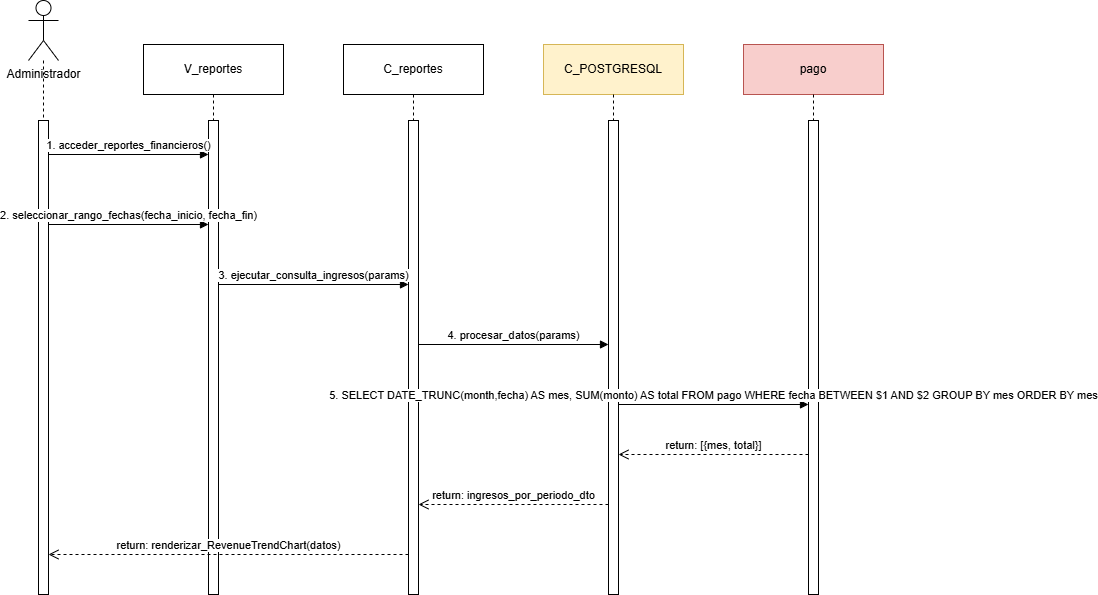 Administrador
V_reportes
C_reportes
C_POSTGRESQL
pago
1. acceder_reportes_financieros()
2. seleccionar_rango_fechas(fecha_inicio, fecha_fin)
3. ejecutar_consulta_ingresos(params)
4. procesar_datos(params)
5. SELECT DATE_TRUNC(month,fecha) AS mes, SUM(monto) AS total FROM pago WHERE fecha BETWEEN $1 AND $2 GROUP BY mes ORDER BY mes
return: [{mes, total}]
return: ingresos_por_periodo_dto
return: renderizar_RevenueTrendChart(datos)